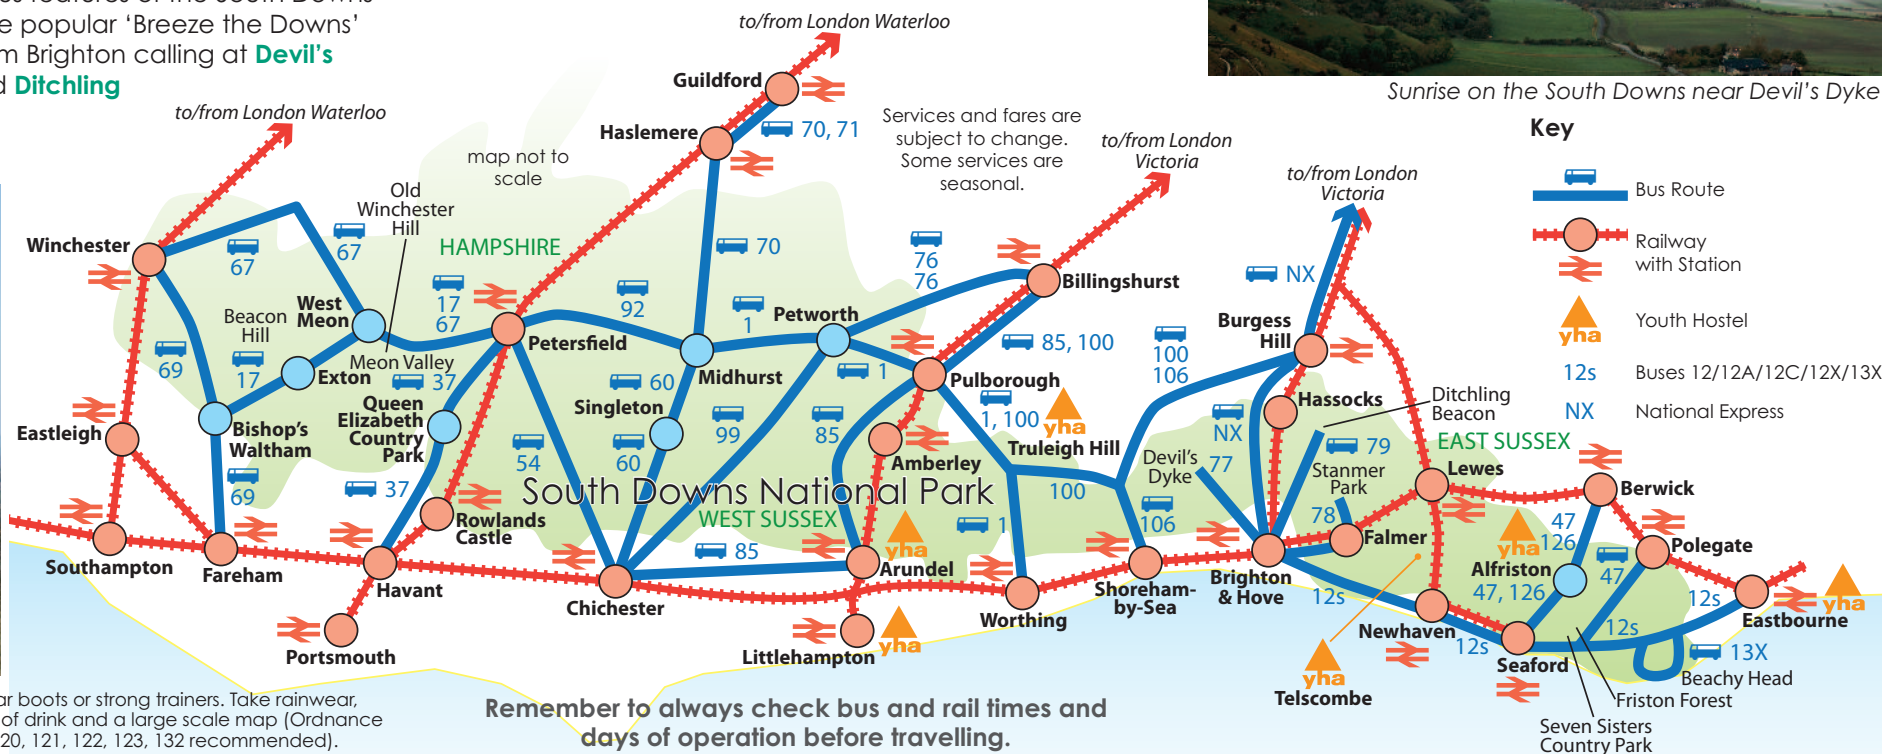 e popular ‘Breeze the Downs’
m Brighton calling at Devil’s
d Ditchling
to/from London Waterloo
Sunrise on the South Downs near Devil’s Dyke
Guildford
to/from London Waterloo
Haslemere
70, 71
Services and fares are
subject to change.
Some services are
seasonal.
to/from London
Victoria
to/from London
Victoria
map not to
scale
Key
Bus Route
Railway
with Station
yha
Youth Hostel
12s
Buses 12/12A/12C/12X/13X
NX
National Express
Winchester
67
67
Old
Winchester
Hill
HAMPSHIRE
70
76
76
Billingshurst
NX
17
67
92
1
Petworth
Beacon
Hill
West
Meon
Petersfield
Midhurst
1
85, 100
100
106
Burgess
Hill
69
17
Exton
Meon Valley
37
60
Pulborough
1, 100
yha
Truleigh Hill
Hassocks
Ditchling
Beacon
Queen
Elizabeth
Country
Park
Singleton
99
85
NX
79
EAST SUSSEX
Eastleigh
Bishop’s
Waltham
54
60
Amberley
Devil’s
Dyke
77
Stanmer
Park
Lewes
69
37
South Downs National Park
100
Berwick
Rowlands
Castle
WEST SUSSEX
1
106
78
Falmer
yha
47
126
Polegate
85
yha
Arundel
Alfriston
47
47, 126
Southampton
Fareham
Havant
Chichester
Worthing
Shoreham-
by-Sea
Brighton
& Hove
12s
12s
Eastbourne
yha
Portsmouth
Littlehampton
yha
Newhaven
12s
Seaford
12s
13X
Beachy Head
Friston Forest
yha
Telscombe
Seven Sisters
Country Park
ar boots or strong trainers. Take rainwear,
of drink and a large scale map (Ordnance
20, 121, 122, 123, 132 recommended).
Remember to always check bus and rail times and
days of operation before travelling.